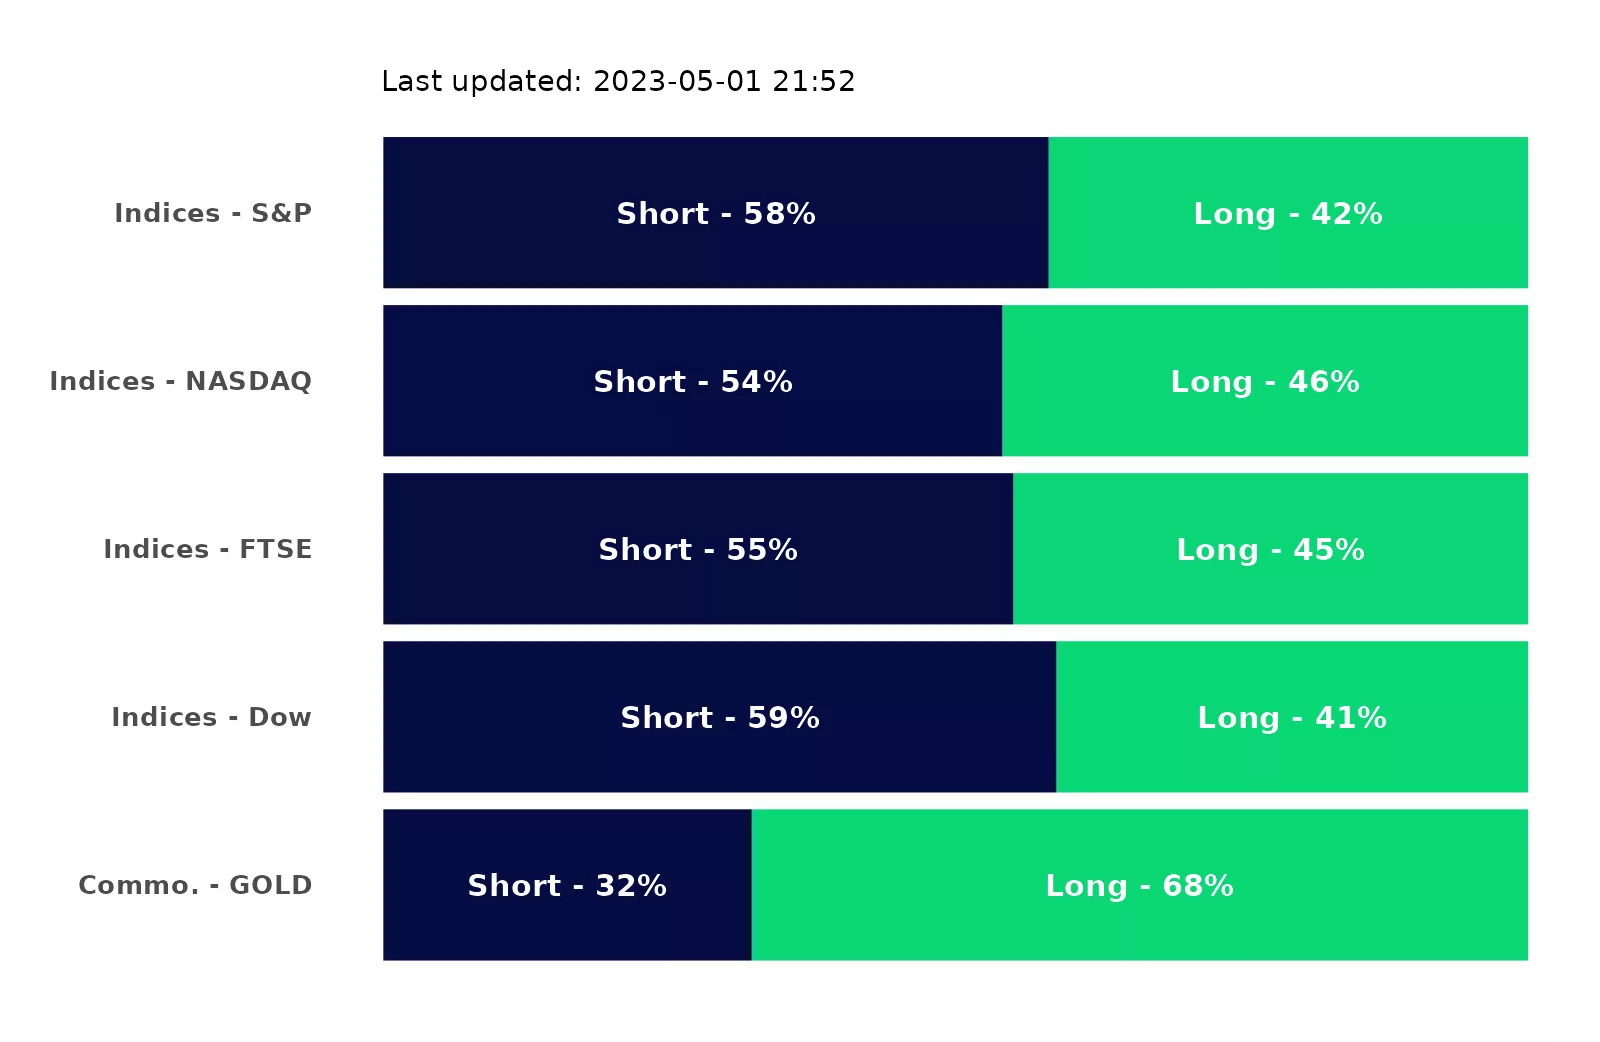 Last updated: 2023-05-01 21:52
Indices - S&P Short - 58% Long - 42%
Indices - NASDAQ Short - 54% Long - 46%
Indices - FTSE Short - 55% Long - 45%
Indices - Dow Short - 59% Long - 41%
Commo. - GOLD Short - 32% Long - 68%